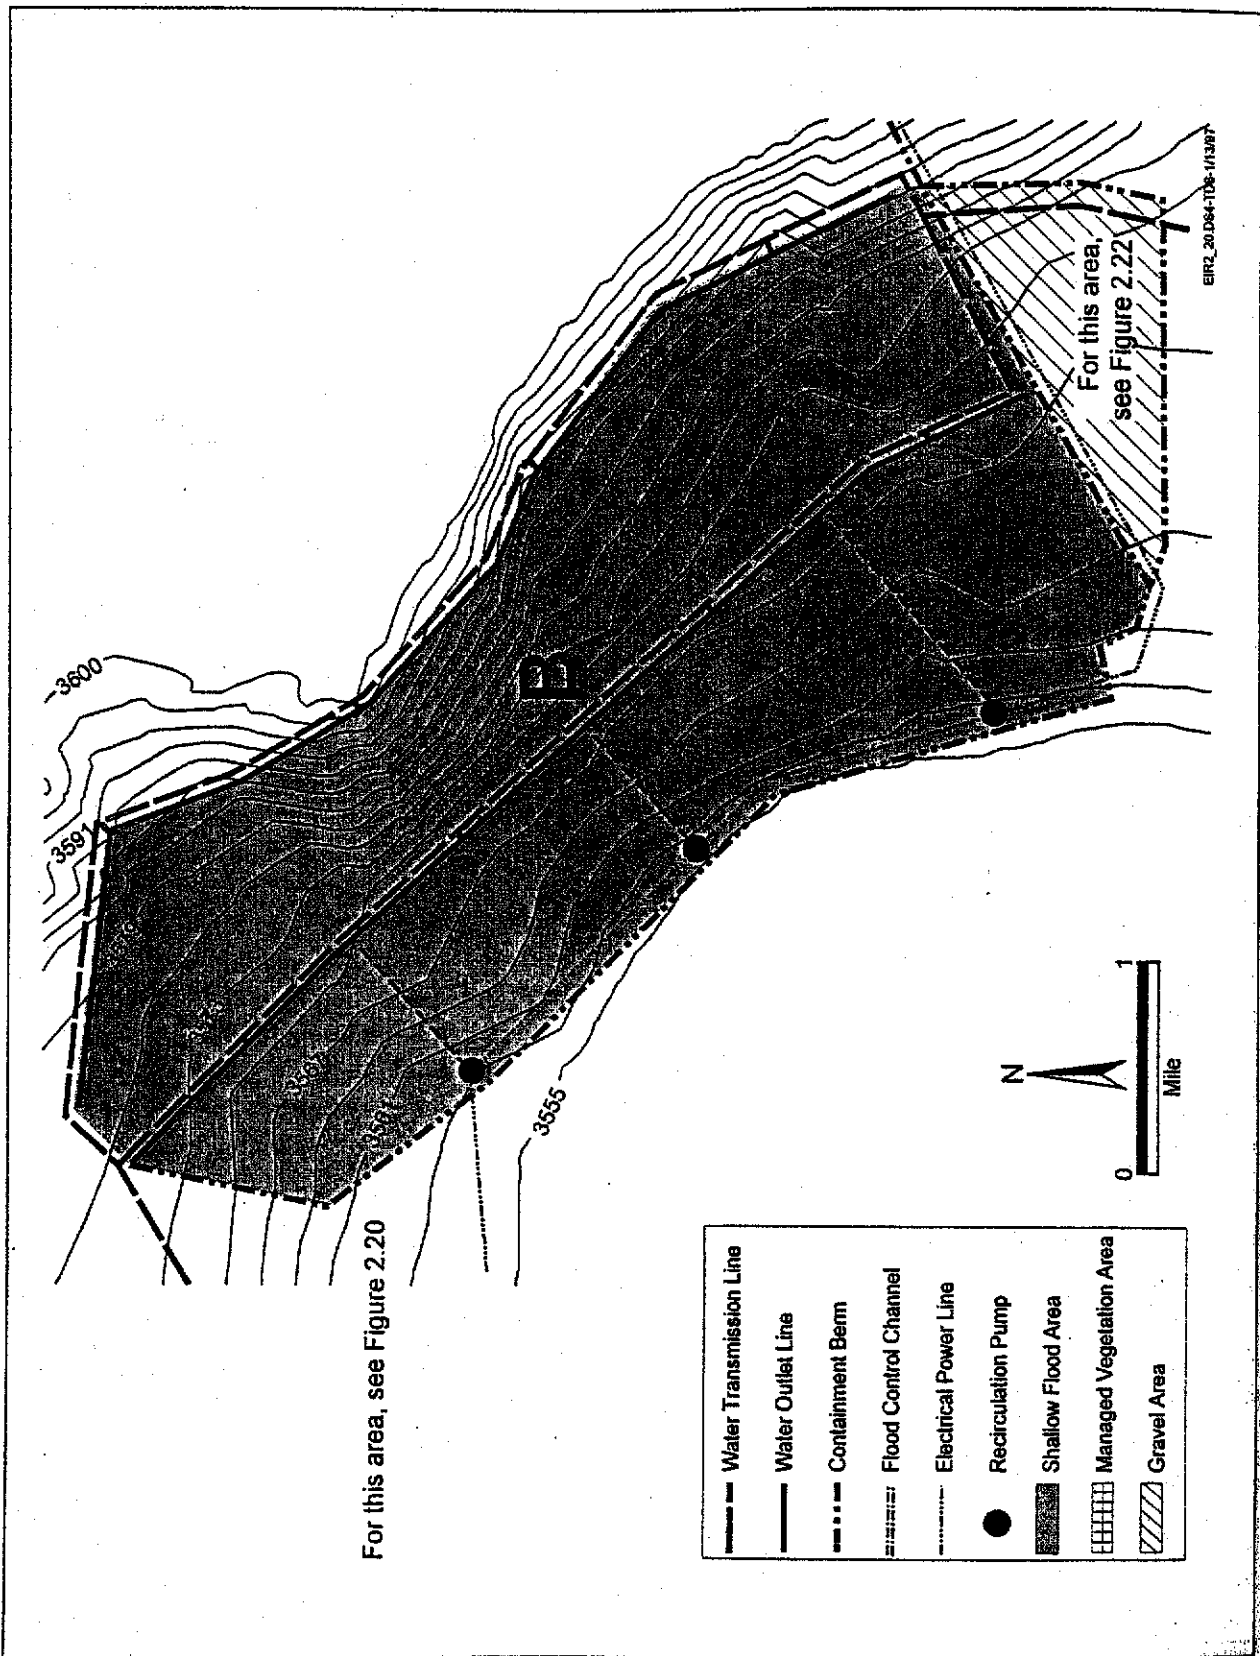 3600
3591
B
3555
For this area, see Figure 2.20
For this area,
see Figure 2.22
N
0 1
Mile
Water Transmission Line
Water Outlet Line
Containment Berm
Flood Control Channel
Electrical Power Line
Recirculation Pump
Shallow Flood Area
Managed Vegetation Area
Gravel Area
EIR2_20.DS4-TD8-1/13/97